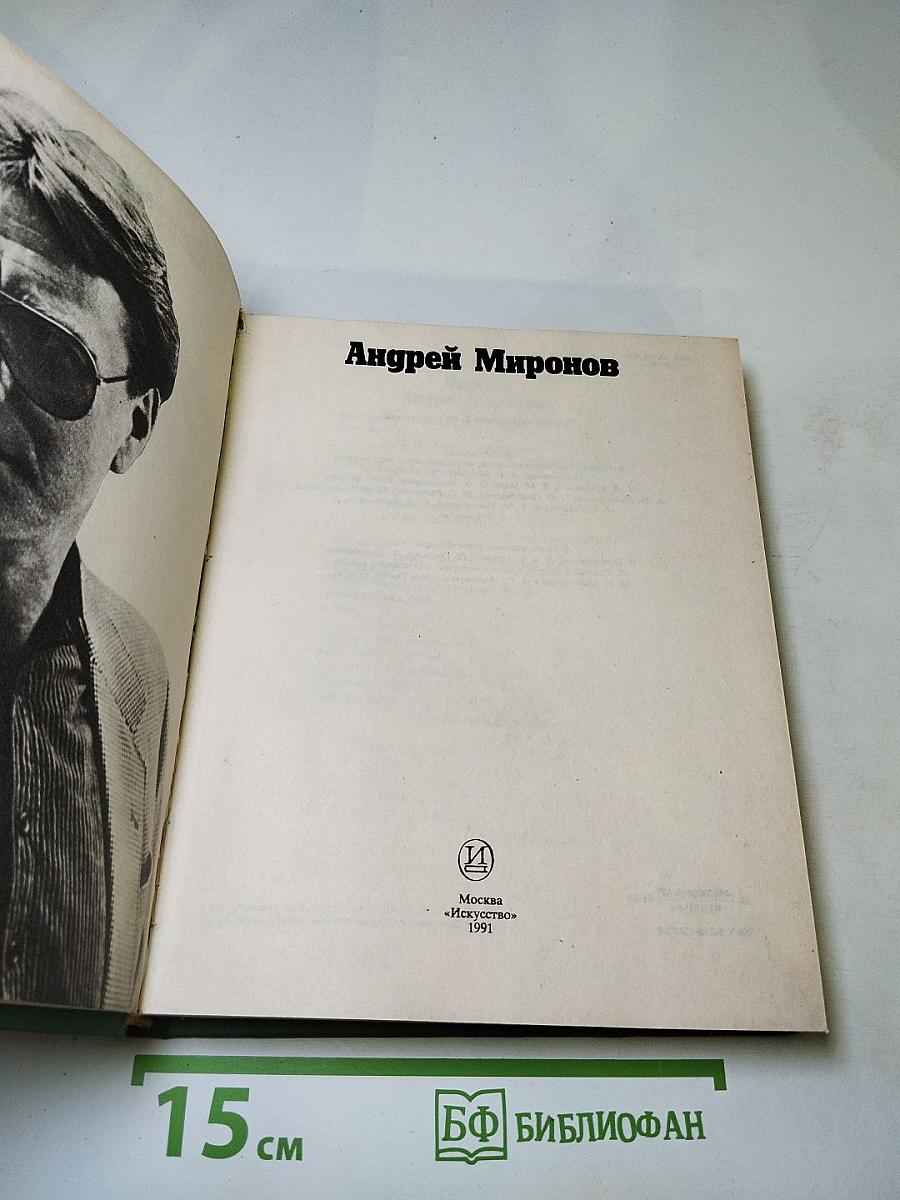 Андрей Миронов
И
Москва
«Искусство»
1991
15 см
БФ БИБЛИОФАН